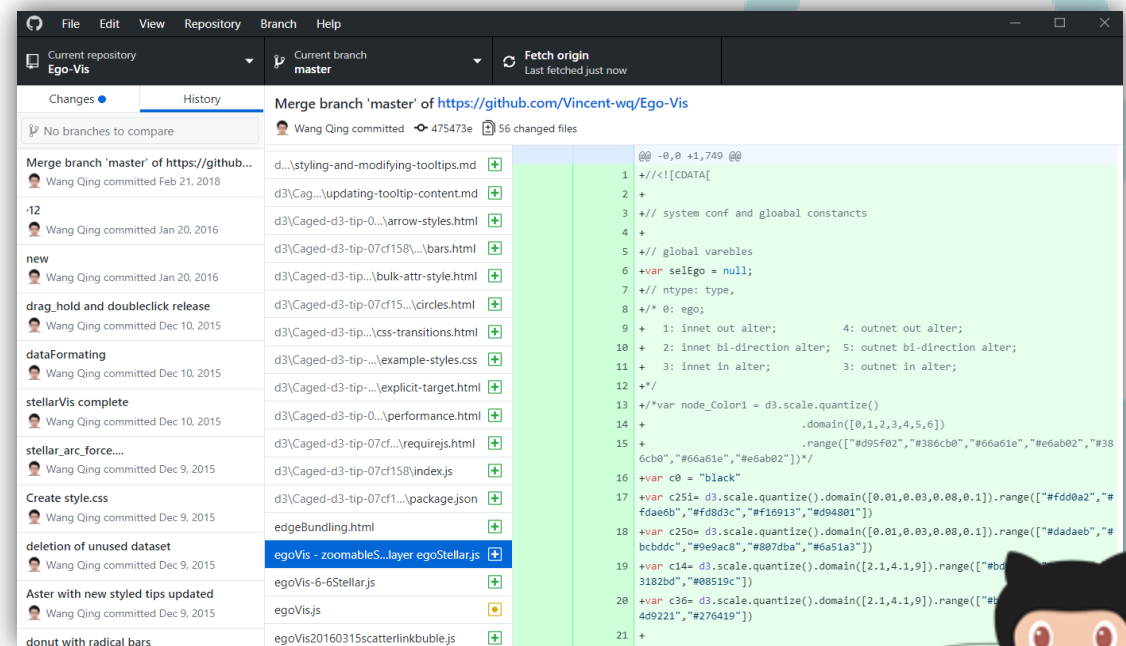 File Edit View Repository Branch Help
Current repository
Ego-Vis
Current branch
master
Fetch origin
Last fetched just now
Changes History
No branches to compare
Merge branch 'master' of https://github...
Wang Qing committed Feb 21, 2018
·12
Wang Qing committed Jan 20, 2016
new
Wang Qing committed Jan 20, 2016
drag_hold and doubleclick release
Wang Qing committed Dec 10, 2015
dataFormating
Wang Qing committed Dec 10, 2015
stellarVis complete
Wang Qing committed Dec 10, 2015
stellar_arc_force....
Wang Qing committed Dec 9, 2015
Create style.css
Wang Qing committed Dec 9, 2015
deletion of unused dataset
Wang Qing committed Dec 9, 2015
Aster with new styled tips updated
Wang Qing committed Dec 9, 2015
donut with radical bars
Merge branch 'master' of https://github.com/Vincent-wq/Ego-Vis
Wang Qing committed 475473e 56 changed files
d...\styling-and-modifying-tooltips.md
d3\Cag...\updating-tooltip-content.md
d3\Caged-d3-tip-0...\arrow-styles.html
d3\Caged-d3-tip-07cf158\...\bars.html
d3\Caged-d3-tip...\bulk-attr-style.html
d3\Caged-d3-tip-07cf15...\circles.html
d3\Caged-d3-tip...\css-transitions.html
d3\Caged-d3-tip-...\example-styles.css
d3\Caged-d3-tip-...\explicit-target.html
d3\Caged-d3-tip-0...\performance.html
d3\Caged-d3-tip-07cf...\requirejs.html
d3\Caged-d3-tip-07cf158\index.js
d3\Caged-d3-tip-07cf1...\package.json
edgeBundling.html
egoVis - zoomableS...layer egoStellar.js
egoVis-6-6Stellar.js
egoVis.js
egoVis20160315scatterlinkbuble.js
@@ -0,0 +1,749 @@
1 +//<![CDATA[
2 +
3 +// system conf and gloabal constancts
4 +
5 +// global varebles
6 +var selEgo = null;
7 +// ntype: type,
8 +/* 0: ego;
9 + 1: innet out alter; 4: outnet out alter;
10 + 2: innet bi-direction alter; 5: outnet bi-direction alter;
11 + 3: innet in alter; 3: outnet in alter;
12 +*/
13 +/*var node_Color1 = d3.scale.quantize()
14 + .domain([0,1,2,3,4,5,6])
15 + .range(["#d95f02","#386cb0","#66a61e","#e6ab02","#38
6cb0","#66a61e","#e6ab02"])*/
16 +var c0 = "black"
17 +var c25i= d3.scale.quantize().domain([0.01,0.03,0.08,0.1]).range(["#fdd0a2","#
fdae6b","#fd8d3c","#f16913","#d94801"])
18 +var c25o= d3.scale.quantize().domain([0.01,0.03,0.08,0.1]).range(["#dadaeb","#
bcbddc","#9e9ac8","#807dba","#6a51a3"])
19 +var c14= d3.scale.quantize().domain([2.1,4.1,9]).range(["#bd
3182bd","#08519c"])
20 +var c36= d3.scale.quantize().domain([2.1,4.1,9]).range(["#b
4d9221","#276419"])
21 +